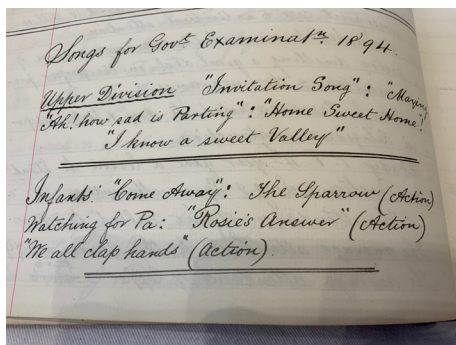 Songs for Govt. Examinatn. 1894.
Upper Division "Invitation Song": "Maying
"Ah! how sad is Parting": "Home Sweet Home"!
"I know a sweet Valley"
Infants. "Come Away": The Sparrow (Action)
Watching for Pa: "Rosie's Answer" (Action)
"We all clap hands" (Action).